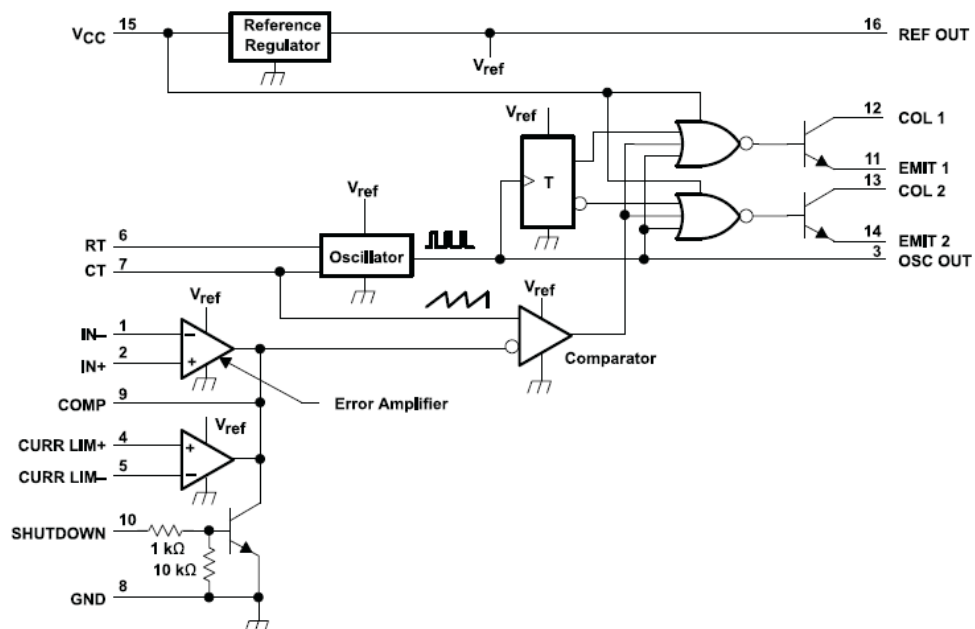 VCC 15
Reference
Regulator
16 REF OUT
Vref
Vref
12 COL 1
11 EMIT 1
T
13 COL 2
14 EMIT 2
3 OSC OUT
Vref
RT 6
CT 7
Oscillator
Vref
Vref
IN– 1
IN+ 2
–
+
Comparator
COMP 9
Error Amplifier
Vref
CURR LIM+ 4
CURR LIM– 5
+
–
SHUTDOWN 10
1 kΩ
10 kΩ
GND 8